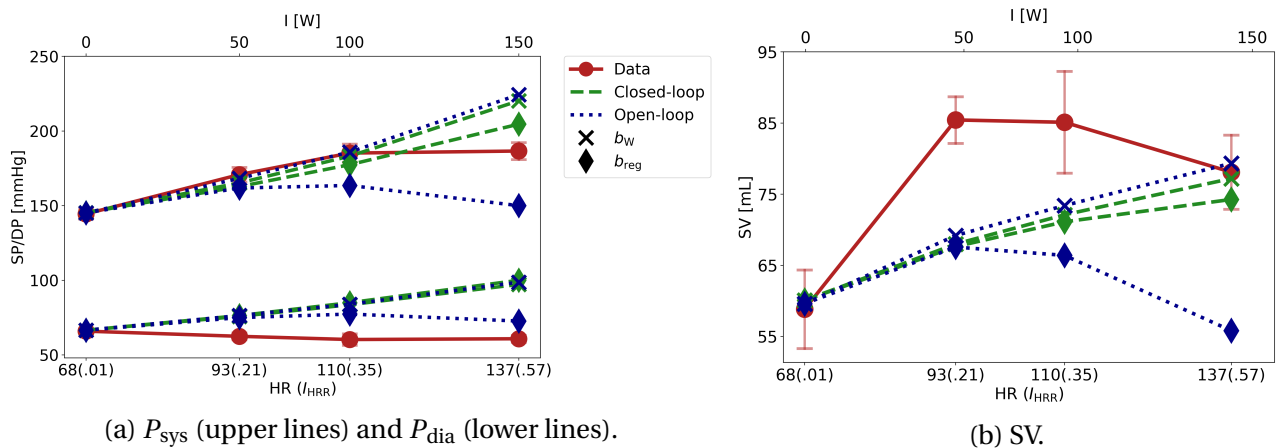 I [W]
0 50 100 150
250
200
150
100
50
SP/DP [mmHg]
68(.01) 93(.21) 110(.35) 137(.57)
HR (I_HRR)
Data
Closed-loop
Open-loop
b_W
b_reg
(a) P_sys (upper lines) and P_dia (lower lines).
I [W]
0 50 100 150
95
85
75
65
55
SV [mL]
68(.01) 93(.21) 110(.35) 137(.57)
HR (I_HRR)
(b) SV.